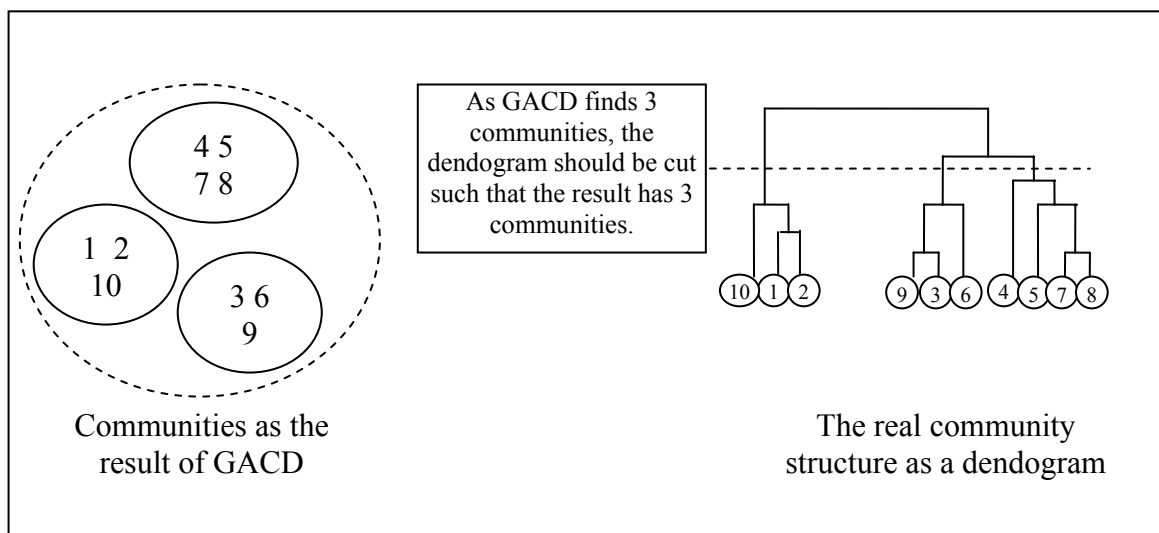 4 5
7 8
1 2
10
3 6
9
Communities as the
result of GACD
As GACD finds 3
communities, the
dendogram should be cut
such that the result has 3
communities.
10 1 2 9 3 6 4 5 7 8
The real community
structure as a dendogram